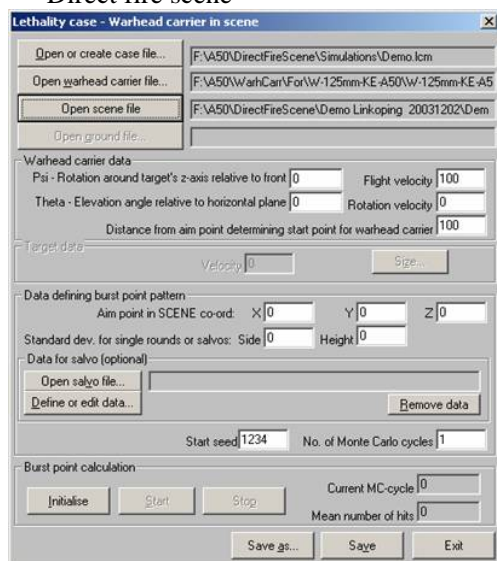 Direct fire scene
Lethality case - Warhead carrier in scene
Open or create case file... F:\A50\DirectFireScene\Simulations\Demo.lcm
Open warhead carrier file... F:\A50\WarhCarr\For\W-125mm-KE-A50\W-125mm-KE-A5
Open scene file F:\A50\DirectFireScene\Demo Linkoping 20031202\Dem
Open ground file...
Warhead carrier data
Psi - Rotation around target's z-axis relative to front 0 Flight velocity 100
Theta - Elevation angle relative to horizontal plane 0 Rotation velocity 0
Distance from aim point determining start point for warhead carrier 100
Target data
Velocity 0 Size...
Data defining burst point pattern
Aim point in SCENE co-ord: X 0 Y 0 Z 0
Standard dev. for single rounds or salvos: Side 0 Height 0
Data for salvo (optional)
Open salvo file...
Define or edit data... Remove data
Start seed 1234 No. of Monte Carlo cycles 1
Burst point calculation
Initialise Start Stop Current MC-cycle 0
Mean number of hits 0
Save as... Save Exit